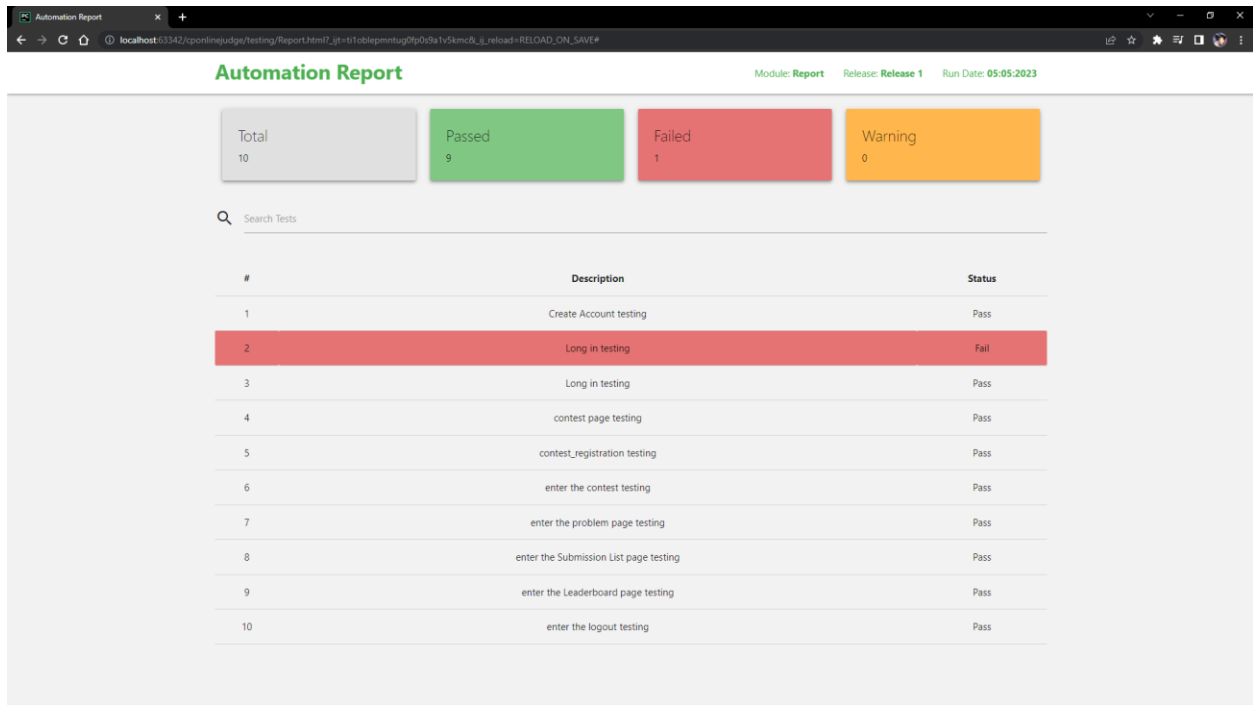 PC Automation Report
localhost:63342/cponlinejudge/testing/Report.html?_ijt=ti1oblepmntug0fp0s9a1v5kmc&_ij_reload=RELOAD_ON_SAVE#
Automation Report Module: Report Release: Release 1 Run Date: 05:05:2023
Total Passed Failed Warning
10 9 1 0
Search Tests
# Description Status
1 Create Account testing Pass
2 Long in testing Fail
3 Long in testing Pass
4 contest page testing Pass
5 contest_registration testing Pass
6 enter the contest testing Pass
7 enter the problem page testing Pass
8 enter the Submission List page testing Pass
9 enter the Leaderboard page testing Pass
10 enter the logout testing Pass